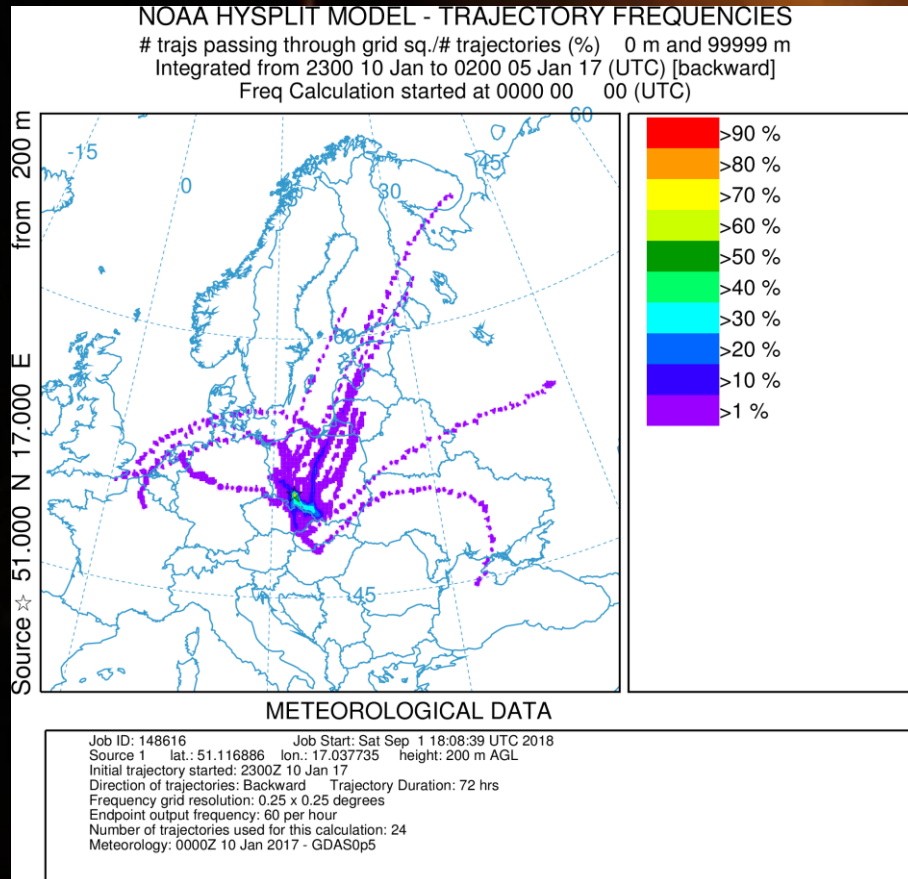 NOAA HYSPLIT MODEL - TRAJECTORY FREQUENCIES
# trajs passing through grid sq./# trajectories (%) 0 m and 99999 m
Integrated from 2300 10 Jan to 0200 05 Jan 17 (UTC) [backward]
Freq Calculation started at 0000 00 00 (UTC)
Source ☆ 51.000 N 17.000 E from 200 m
-15
0
30
45
60
60
45
>90 %
>80 %
>70 %
>60 %
>50 %
>40 %
>30 %
>20 %
>10 %
>1 %
METEOROLOGICAL DATA
Job ID: 148616 Job Start: Sat Sep 1 18:08:39 UTC 2018
Source 1 lat.: 51.116886 lon.: 17.037735 height: 200 m AGL
Initial trajectory started: 2300Z 10 Jan 17
Direction of trajectories: Backward Trajectory Duration: 72 hrs
Frequency grid resolution: 0.25 x 0.25 degrees
Endpoint output frequency: 60 per hour
Number of trajectories used for this calculation: 24
Meteorology: 0000Z 10 Jan 2017 - GDAS0p5